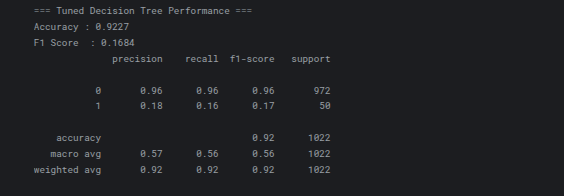 === Tuned Decision Tree Performance ===
Accuracy : 0.9227
F1 Score  : 0.1684
              precision    recall  f1-score   support

           0       0.96      0.96      0.96       972
           1       0.18      0.16      0.17        50

    accuracy                           0.92      1022
   macro avg       0.57      0.56      0.56      1022
weighted avg       0.92      0.92      0.92      1022